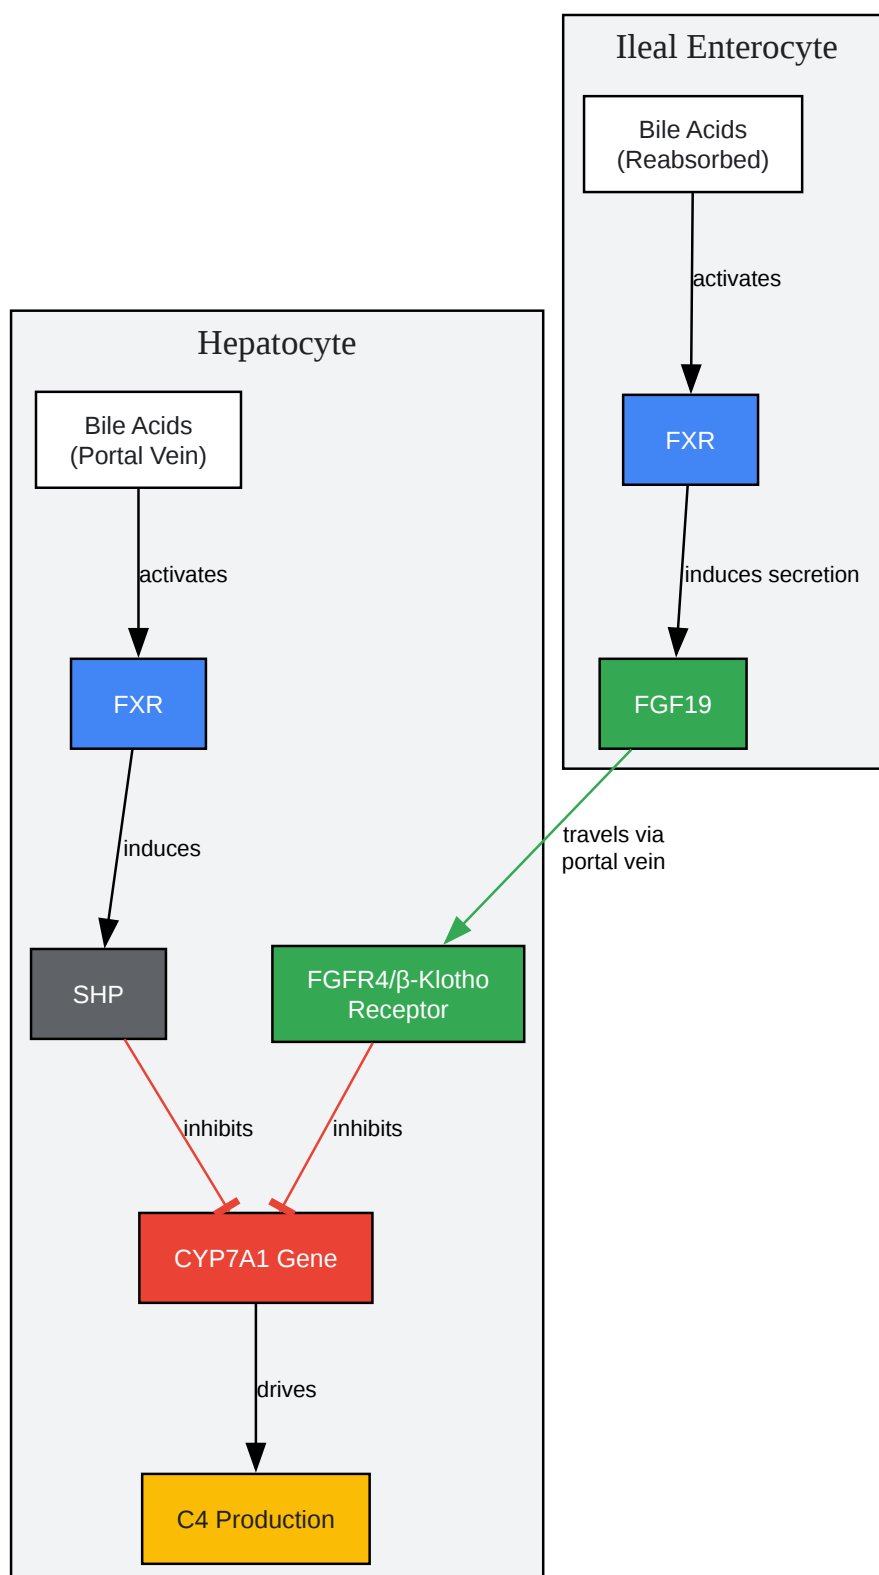 Ileal Enterocyte
Bile Acids
(Reabsorbed)
activates
FXR
induces secretion
FGF19
travels via
portal vein
Hepatocyte
Bile Acids
(Portal Vein)
activates
FXR
induces
SHP
FGFR4/β-Klotho
Receptor
inhibits
inhibits
CYP7A1 Gene
drives
C4 Production